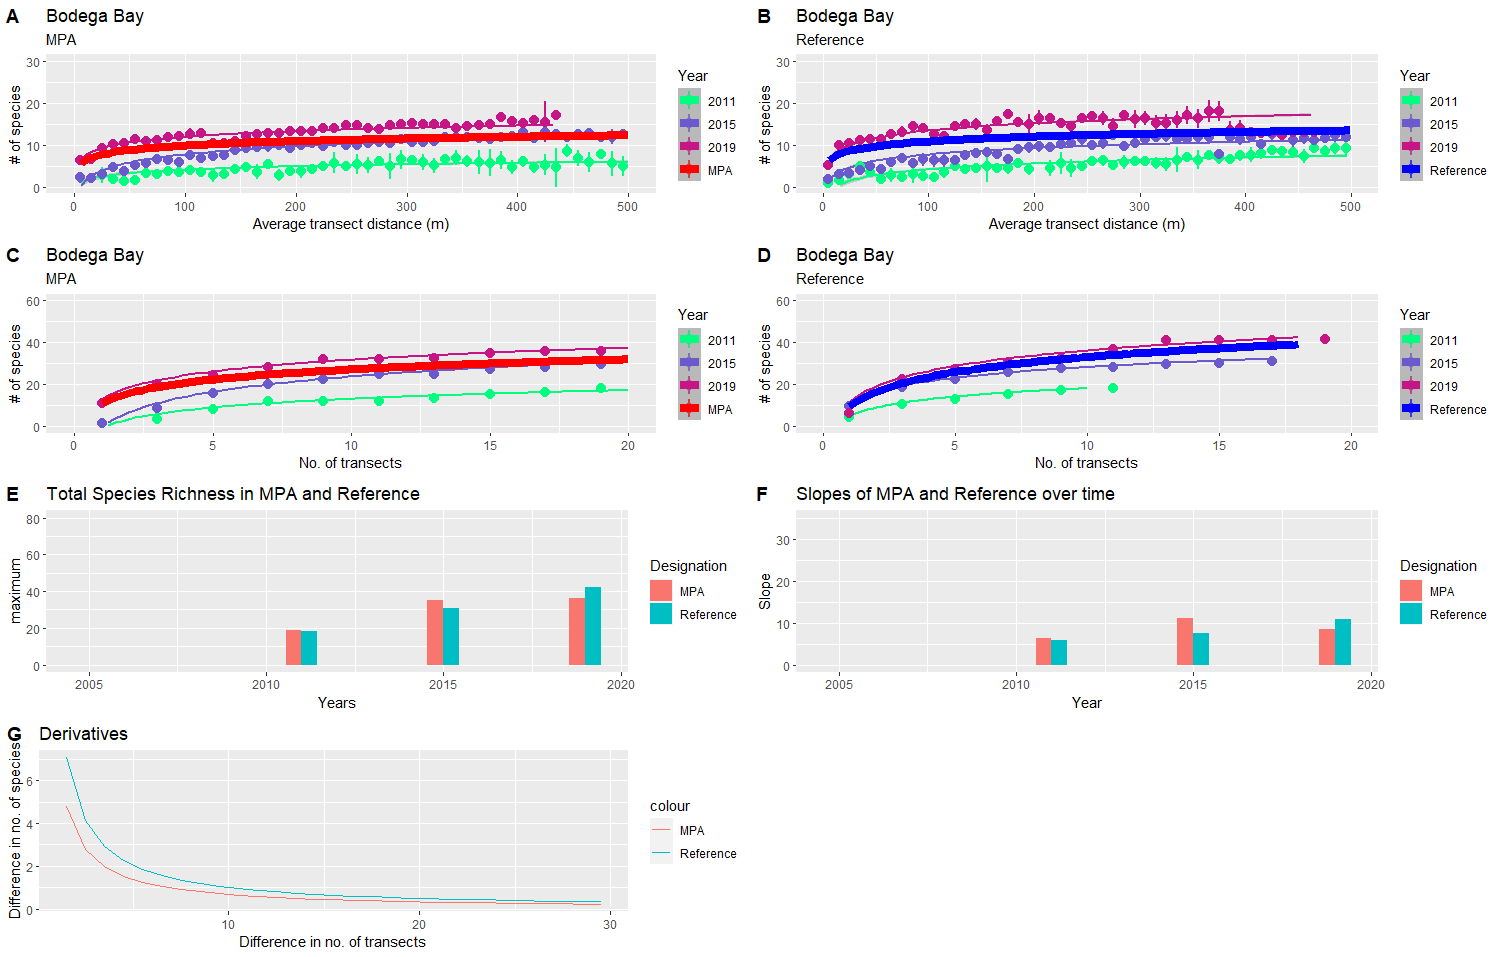 A
Bodega Bay
MPA
# of species
30
20
10
0
0 100 200 300 400 500
Average transect distance (m)
Year
2011
2015
2019
MPA
B
Bodega Bay
Reference
# of species
30
20
10
0
0 100 200 300 400 500
Average transect distance (m)
Year
2011
2015
2019
Reference
C
Bodega Bay
MPA
# of species
60
40
20
0
0 5 10 15 20
No. of transects
Year
2011
2015
2019
MPA
D
Bodega Bay
Reference
# of species
60
40
20
0
0 5 10 15 20
No. of transects
Year
2011
2015
2019
Reference
E
Total Species Richness in MPA and Reference
maximum
80
60
40
20
0
2005 2010 2015 2020
Years
Designation
MPA
Reference
F
Slopes of MPA and Reference over time
Slope
30
20
10
0
2005 2010 2015 2020
Year
Designation
MPA
Reference
G
Derivatives
Difference in no. of species
6
4
2
0
10 20 30
Difference in no. of transects
colour
MPA
Reference